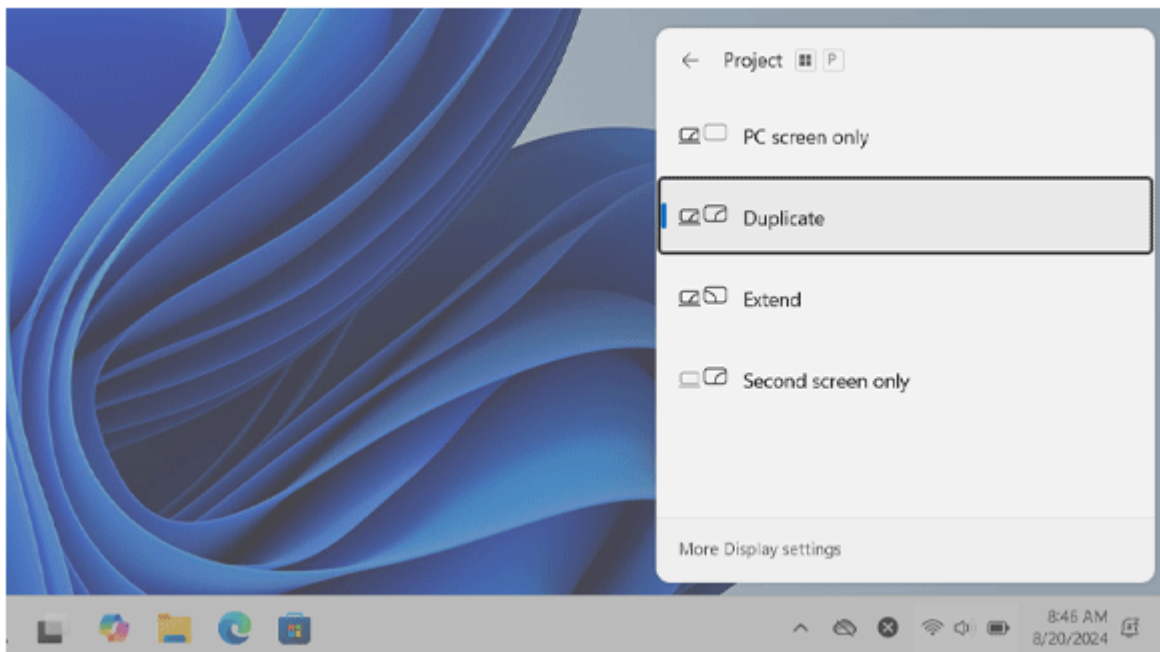 Project P
PC screen only
Duplicate
Extend
Second screen only
More Display settings
8:46 AM
8/20/2024